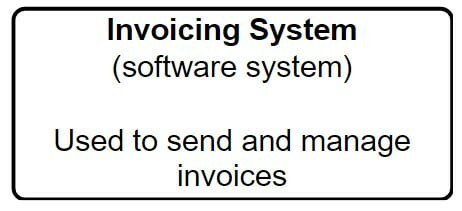 Invoicing System
(software system)
Used to send and manage
invoices